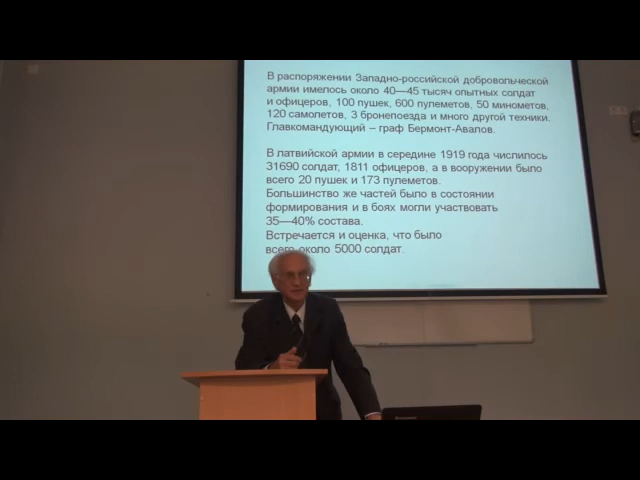 В распоряжении Западно-российской добровольческой
армии имелось около 40—45 тысяч опытных солдат
и офицеров, 100 пушек, 600 пулеметов, 50 минометов,
120 самолетов, 3 бронепоезда и много другой техники.
Главкомандующий – граф Бермонт-Авалов.
В латвийской армии в середине 1919 года числилось
31690 солдат, 1811 офицеров, а в вооружении было
всего 20 пушек и 173 пулеметов.
Большинство же частей было в состоянии
формирования и в боях могли участвовать
35—40% состава.
Встречается и оценка, что было
всего около 5000 солдат.